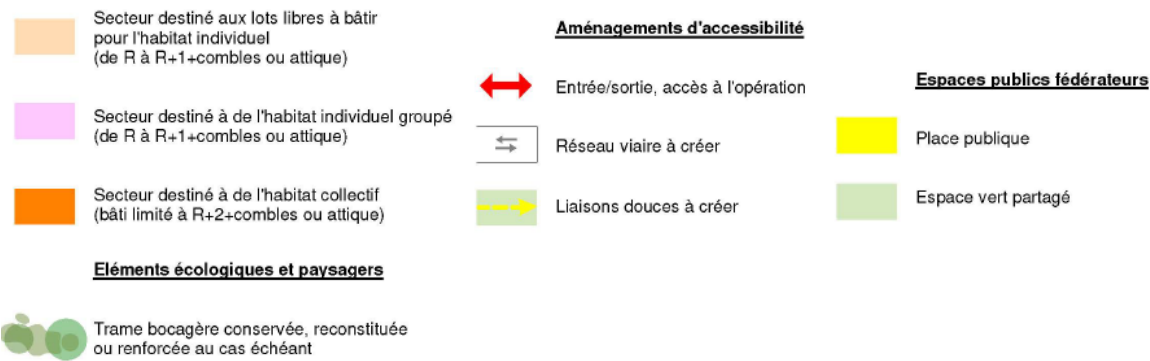 Secteur destiné aux lots libres à bâtir
pour l'habitat individuel
(de R à R+1+combles ou attique)
Secteur destiné à de l'habitat individuel groupé
(de R à R+1+combles ou attique)
Secteur destiné à de l'habitat collectif
(bâti limité à R+2+combles ou attique)
Eléments écologiques et paysagers
Trame bocagère conservée, reconstituée
ou renforcée au cas échéant
Aménagements d'accessibilité
Entrée/sortie, accès à l'opération
Réseau viaire à créer
Liaisons douces à créer
Espaces publics fédérateurs
Place publique
Espace vert partagé